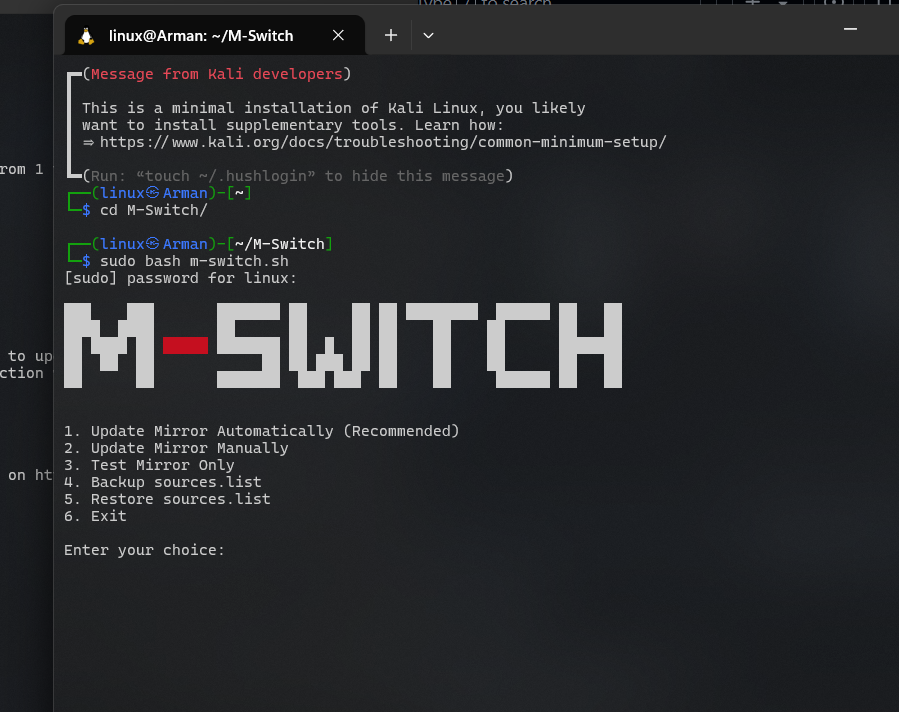 Type / to search
linux@Arman: ~/M-Switch
(Message from Kali developers)
This is a minimal installation of Kali Linux, you likely
want to install supplementary tools. Learn how:
⇒ https://www.kali.org/docs/troubleshooting/common-minimum-setup/
(Run: “touch ~/.hushlogin” to hide this message)
(linux㉿Arman)-[~]
$ cd M-Switch/
(linux㉿Arman)-[~/M-Switch]
$ sudo bash m-switch.sh
[sudo] password for linux:
M-SWITCH
1. Update Mirror Automatically (Recommended)
2. Update Mirror Manually
3. Test Mirror Only
4. Backup sources.list
5. Restore sources.list
6. Exit
Enter your choice:
rom 1
to up
ction
on ht